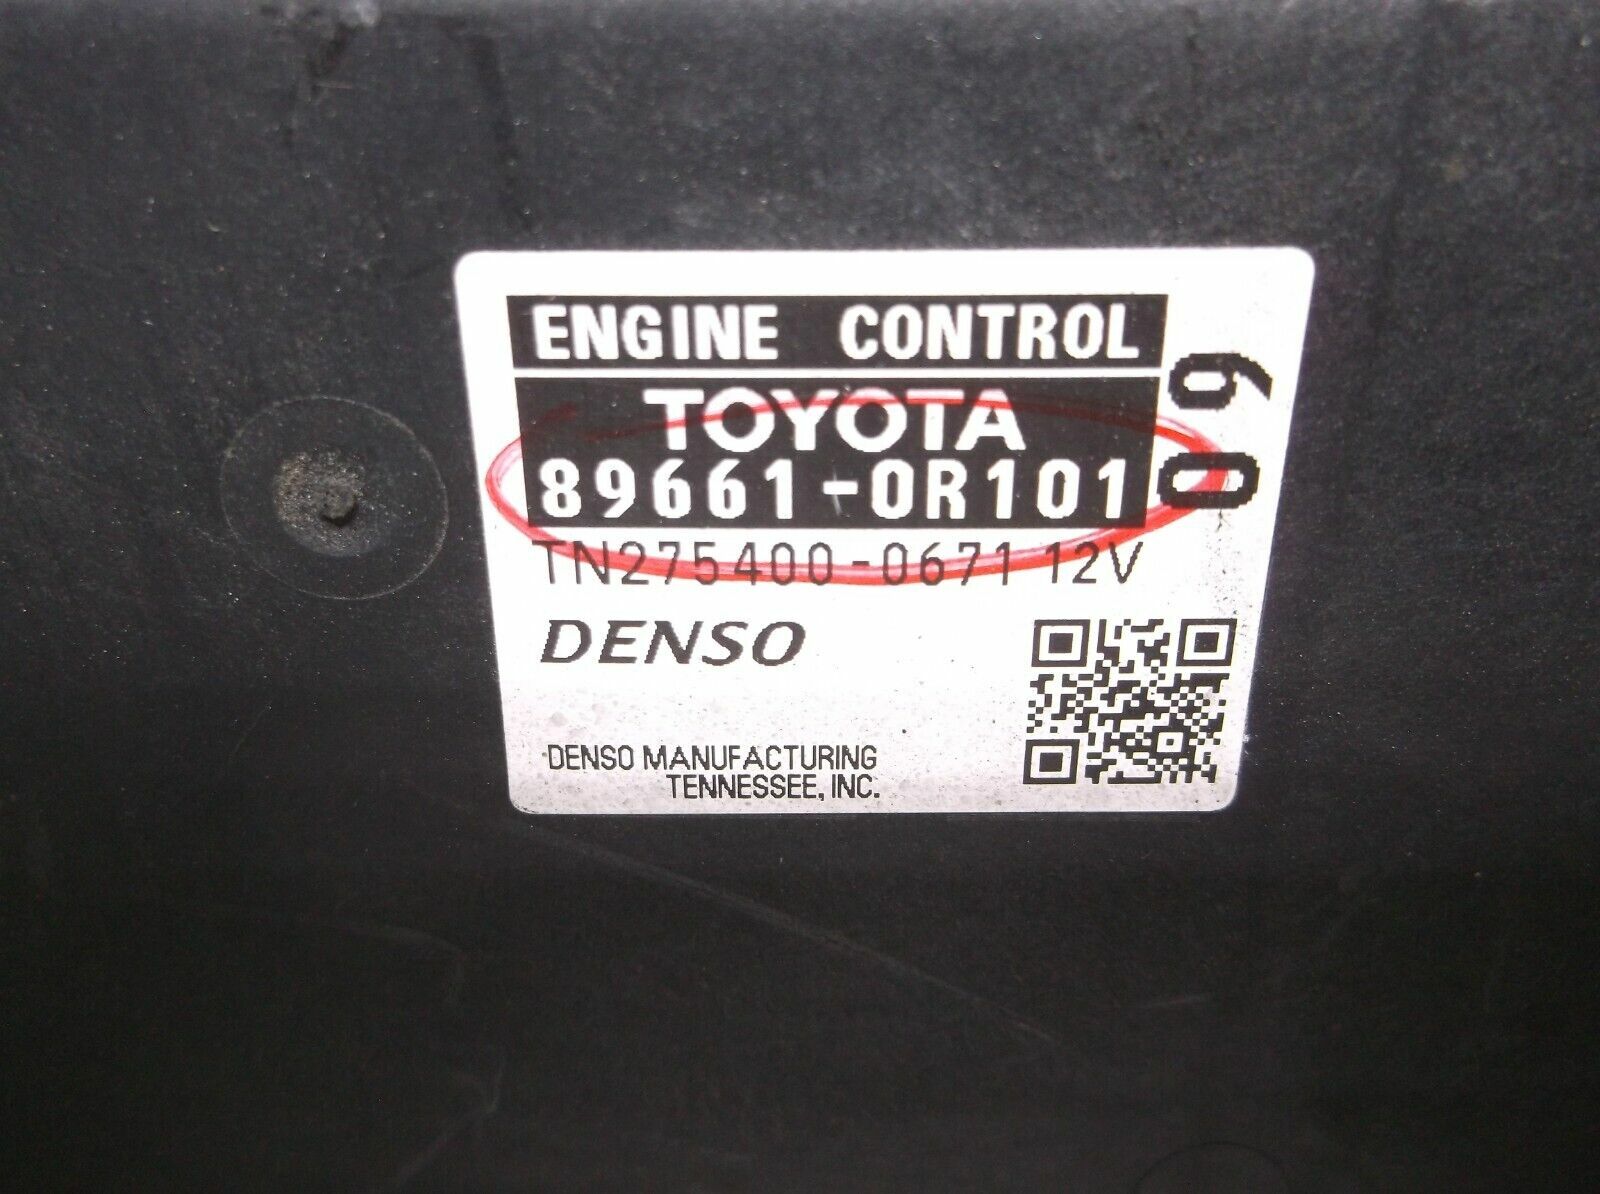 ENGINE CONTROL
TOYOTA
89661-0R101
09
TN275400-0671 12V
DENSO
DENSO MANUFACTURING
TENNESSEE, INC.